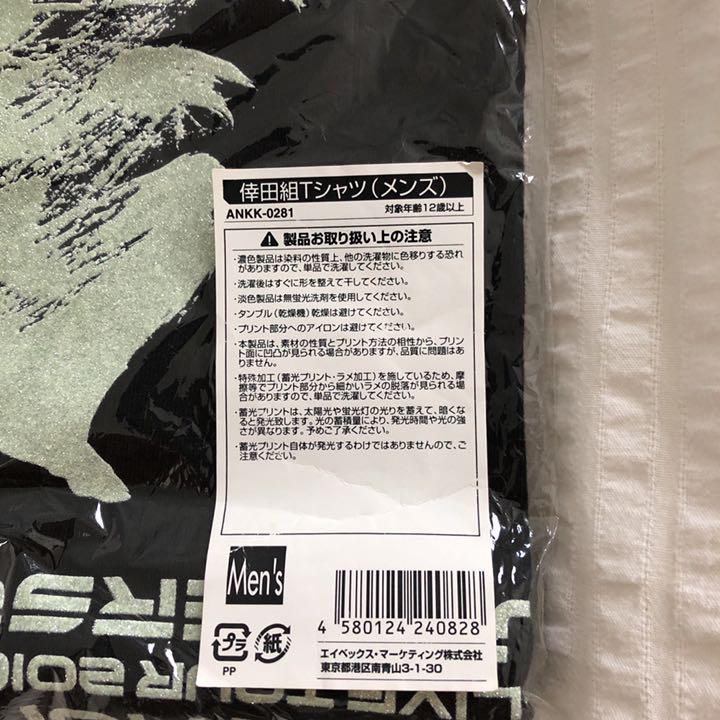 倖田組Tシャツ(メンズ)
ANKK-0281
対象年齢12歳以上
製品お取り扱い上の注意
・濃色製品は染料の性質上、他の洗濯物に色移りする恐れ
がありますので、単品で洗濯してください。
・洗濯後はすぐに形を整えて干してください。
・淡色製品は無蛍光洗剤を使用してください。
・タンブル(乾燥機)乾燥は避けてください。
・プリント部分へのアイロンは避けてください。
・本製品は、素材の性質とプリント方法の相性から、プリン
ト面に凹凸が見られる場合がありますが、品質に問題はあ
りません。
・特殊加工(蓄光プリント・ラメ加工)を施しているため、摩
擦等でプリント部分から細かいラメの脱落が見られる場
合がありますので、単品で洗濯してください。
・蓄光プリントは、太陽光や蛍光灯の光りを蓄えて、暗くな
ると発光致します。光の蓄積量により、発光時間や光の強
さが異なります。予めご了承ください。
・蓄光プリント自体が発光するわけではありませんので、ご
注意ください。
Men's
4 580124 240828
プラ
紙
PP
エイベックス・マーケティング株式会社
東京都港区南青山3-1-30
TOUR 2010